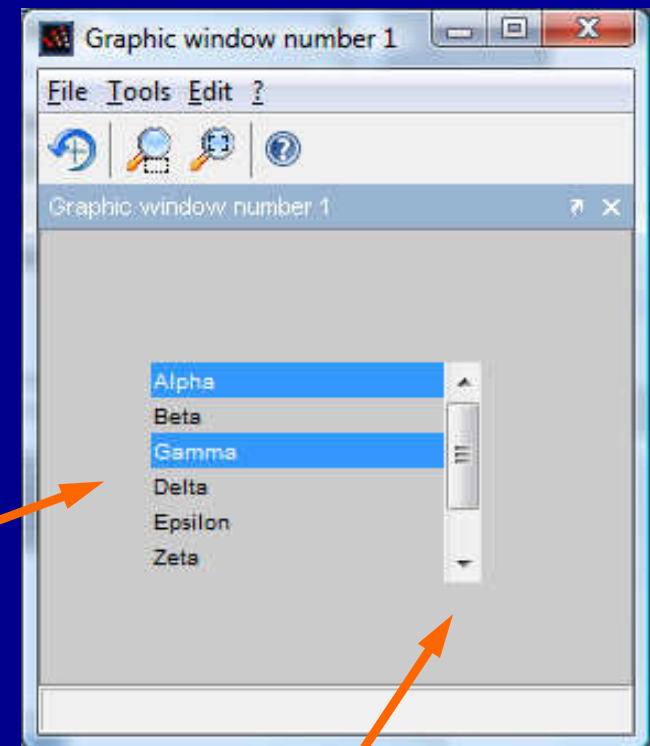 Graphic window number 1
File Tools Edit ?
Graphic window number 1
Alpha
Beta
Gamma
Delta
Epsilon
Zeta